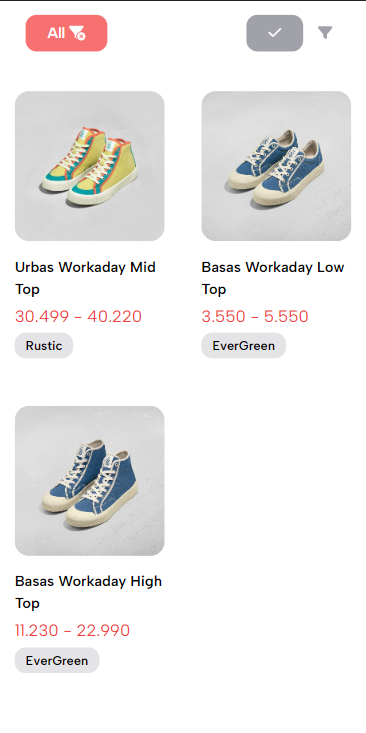 All
Urbas Workaday Mid
Top
30.499 - 40.220
Rustic
Basas Workaday Low
Top
3.550 - 5.550
EverGreen
Basas Workaday High
Top
11.230 - 22.990
EverGreen